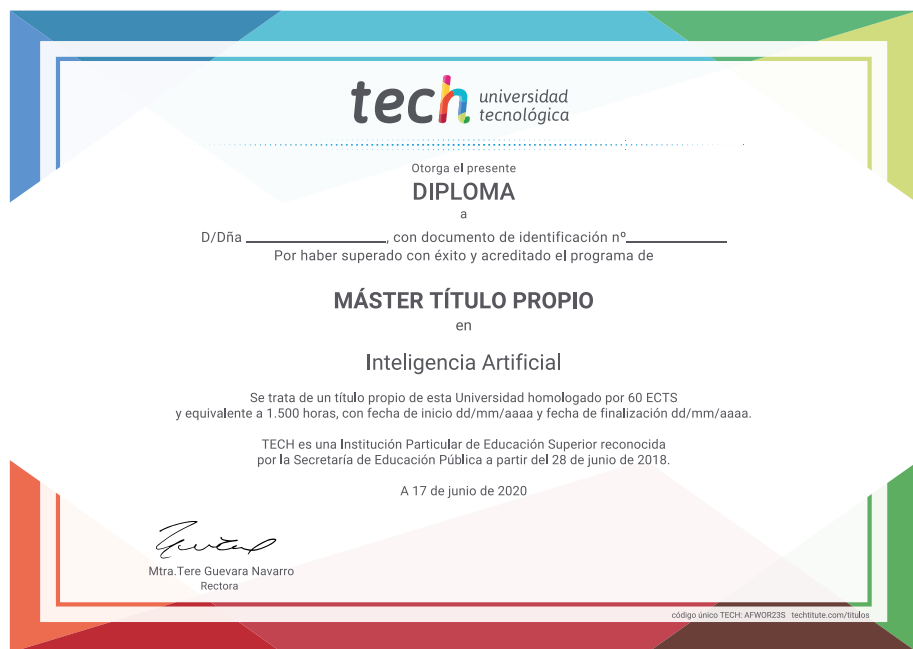 tech universidad
tecnológica
Otorga el presente
DIPLOMA
a
D/Dña ________________, con documento de identificación nº____________
Por haber superado con éxito y acreditado el programa de
MÁSTER TÍTULO PROPIO
en
Inteligencia Artificial
Se trata de un título propio de esta Universidad homologado por 60 ECTS
y equivalente a 1.500 horas, con fecha de inicio dd/mm/aaaa y fecha de finalización dd/mm/aaaa.
TECH es una Institución Particular de Educación Superior reconocida
por la Secretaría de Educación Pública a partir del 28 de junio de 2018.
A 17 de junio de 2020
Mtra.Tere Guevara Navarro
Rectora
código único TECH: AFWOR23S techtitute.com/titulos